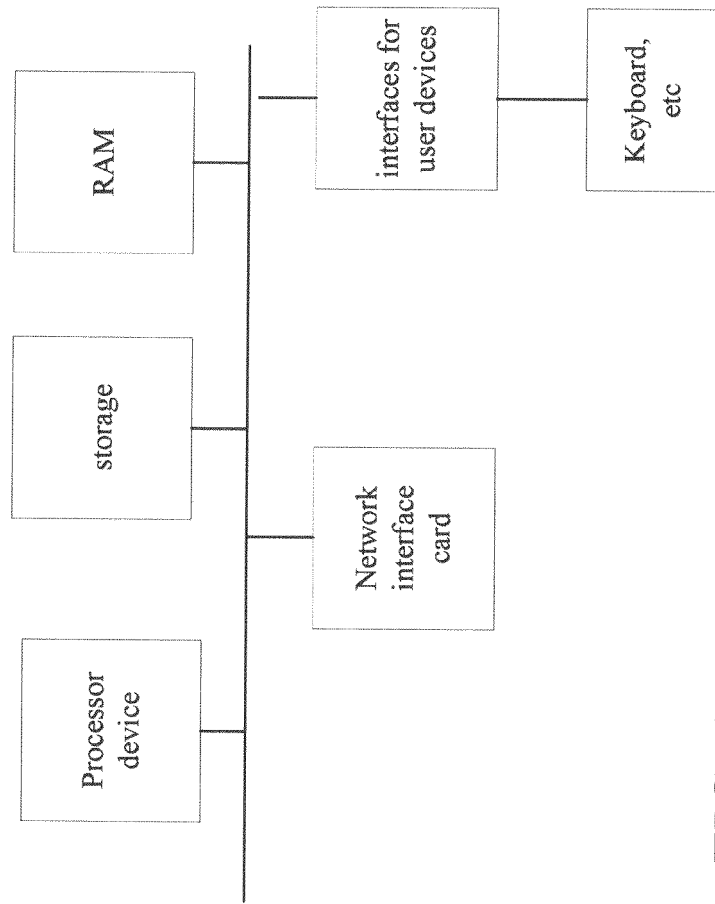 Processor
device
storage
RAM
Network
interface
card
interfaces for
user devices
Keyboard,
etc